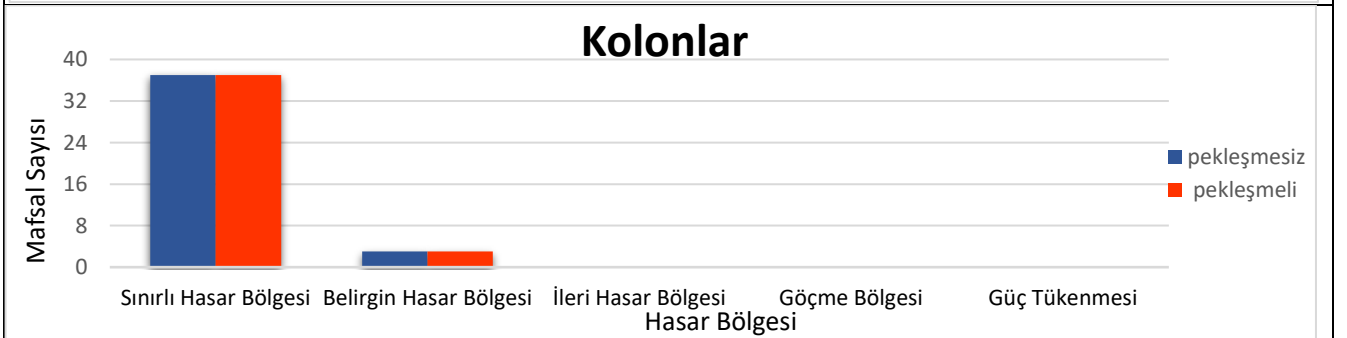 Kolonlar
40
32
24
16
8
0
Mafsal Sayısı
Sınırlı Hasar Bölgesi Belirgin Hasar Bölgesi İleri Hasar Bölgesi Göçme Bölgesi Güç Tükenmesi
Hasar Bölgesi
pekleşmesiz
pekleşmeli